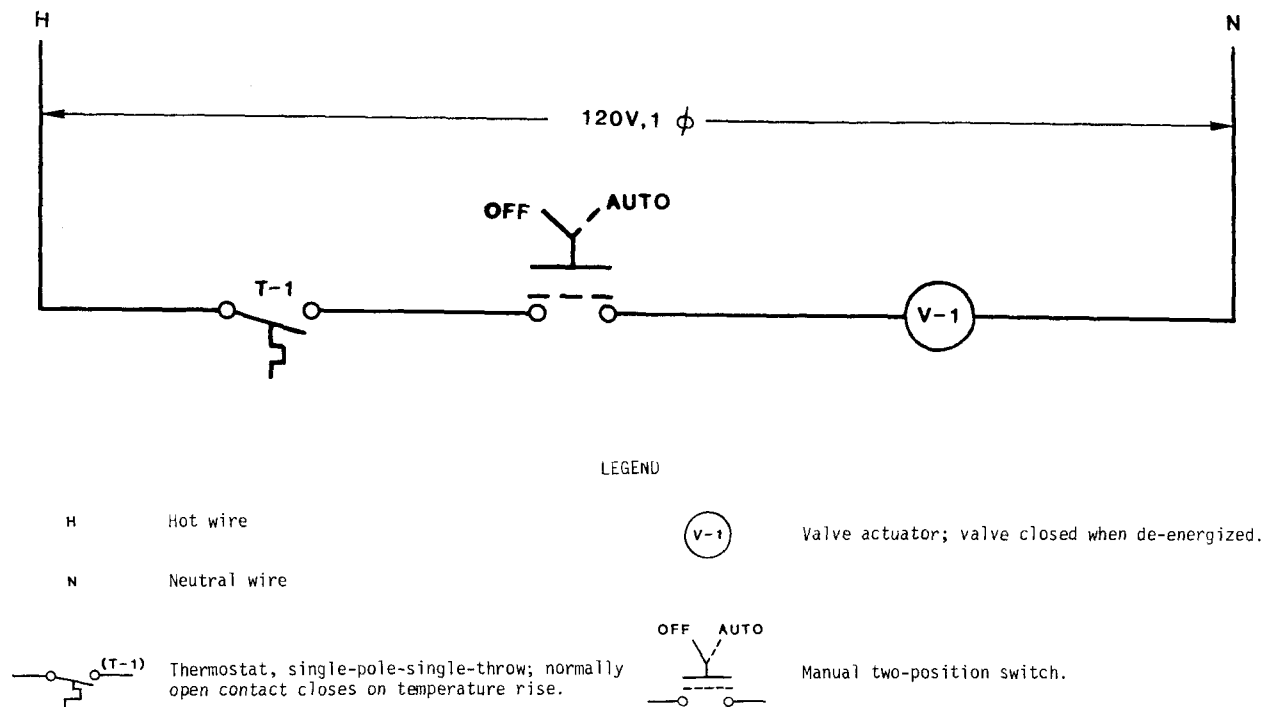 H
N
120V, 1 ϕ
OFF
AUTO
T-1
V-1
LEGEND
H Hot wire
V-1 Valve actuator; valve closed when de-energized.
N Neutral wire
(T-1) Thermostat, single-pole-single-throw; normally
open contact closes on temperature rise.
OFF AUTO
Manual two-position switch.